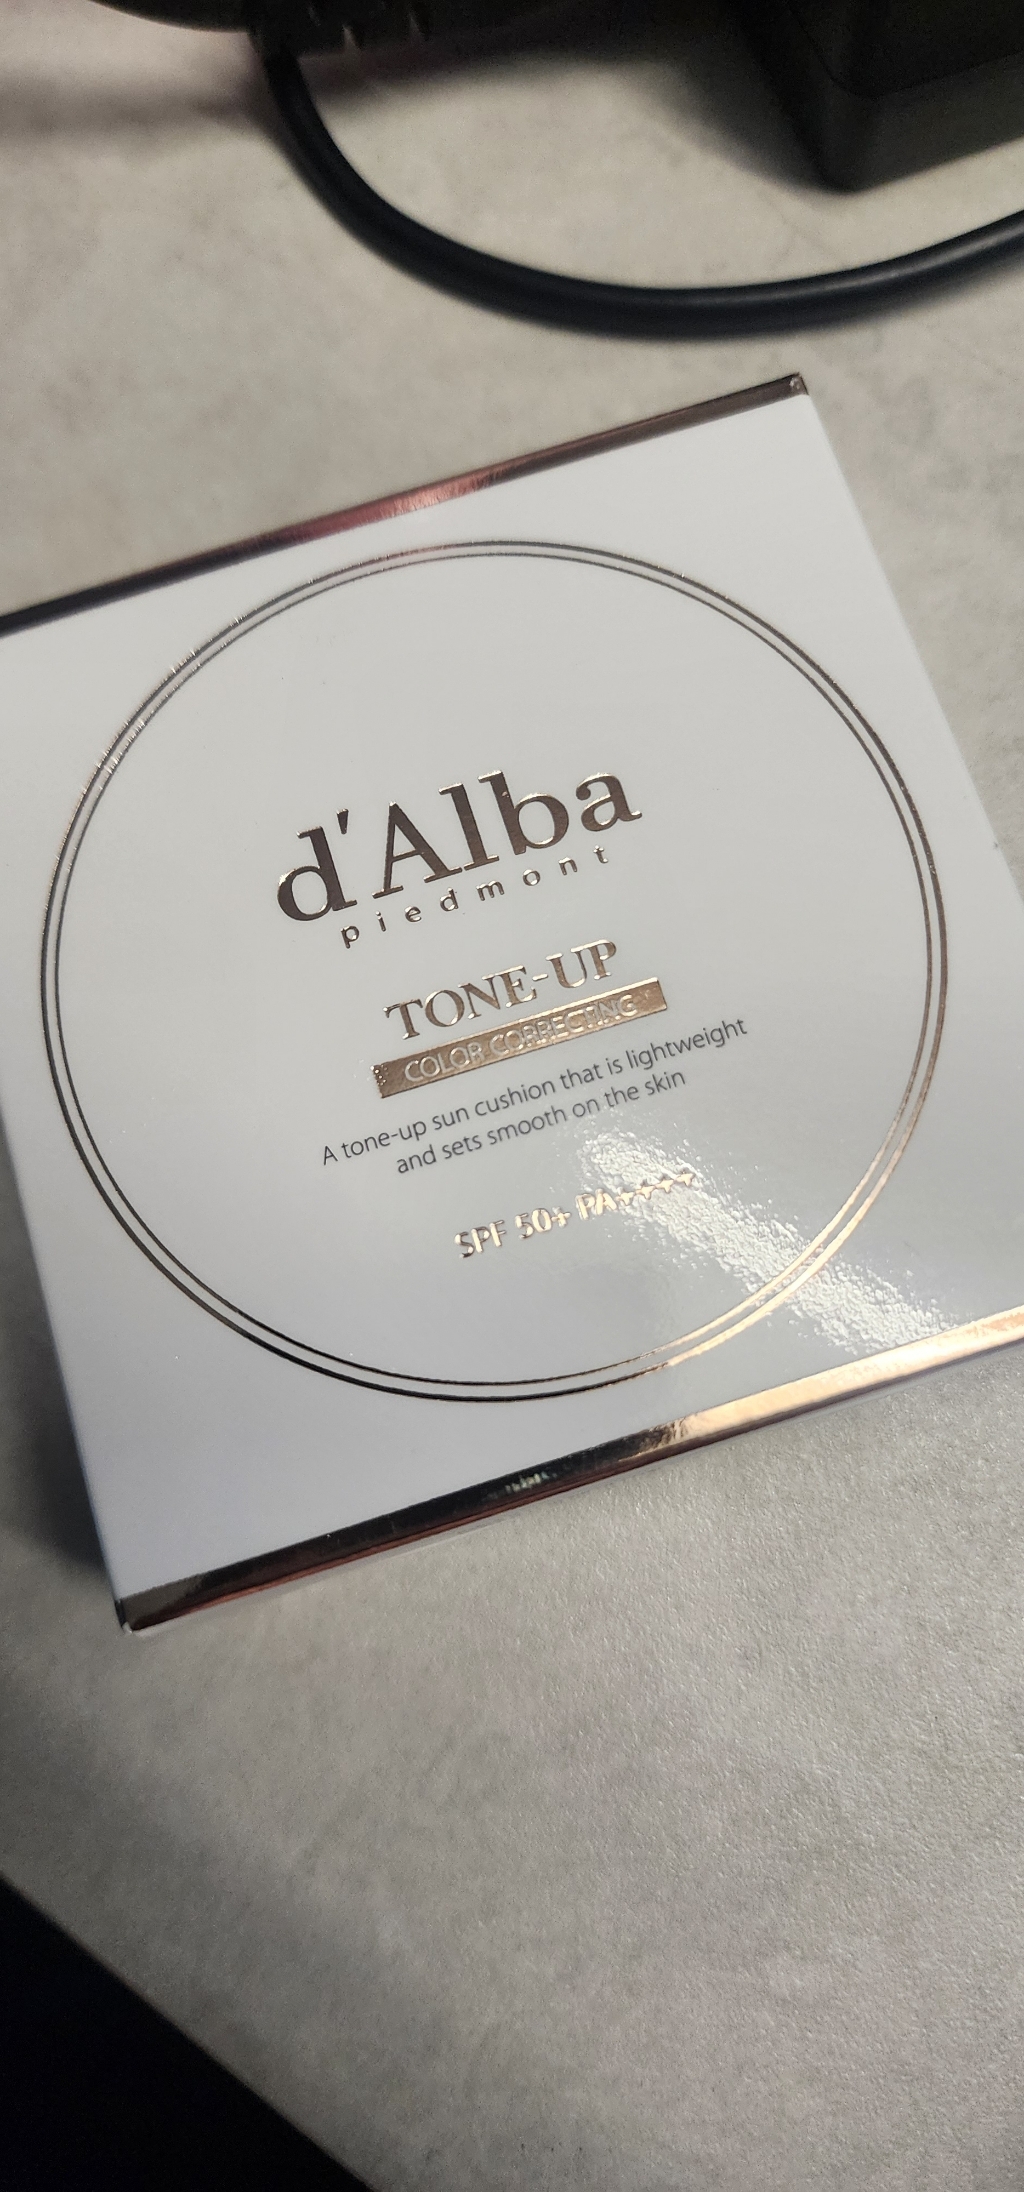 d'Alba
piedmont
TONE-UP
COLOR CORRECTING
A tone-up sun cushion that is lightweight
and sets smooth on the skin
SPF 50+ PA++++